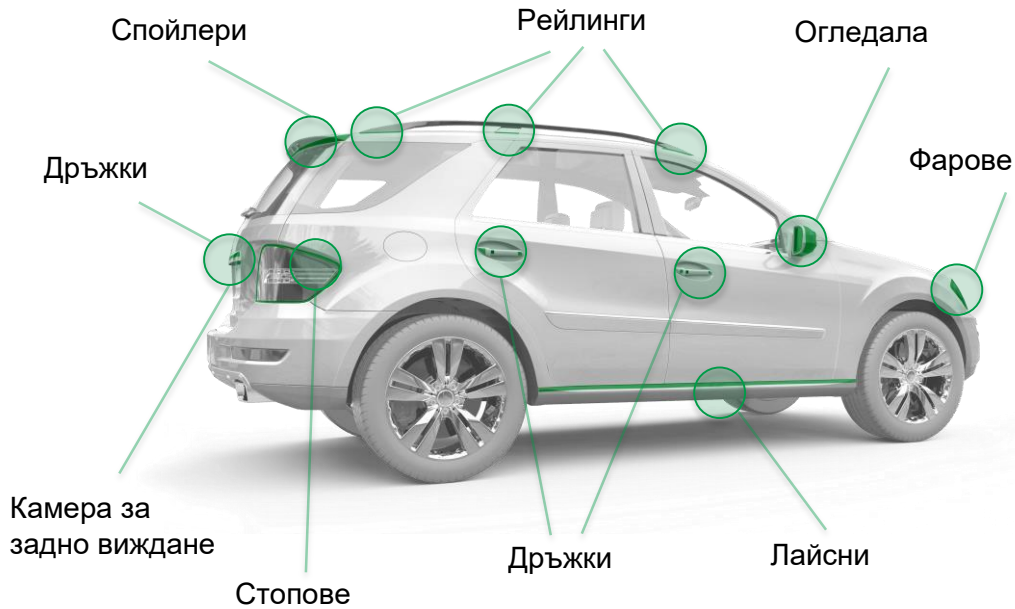 Спойлери
Рейлинги
Огледала
Дръжки
Фарове
Камера за
задно виждане
Стопове
Дръжки
Лайсни